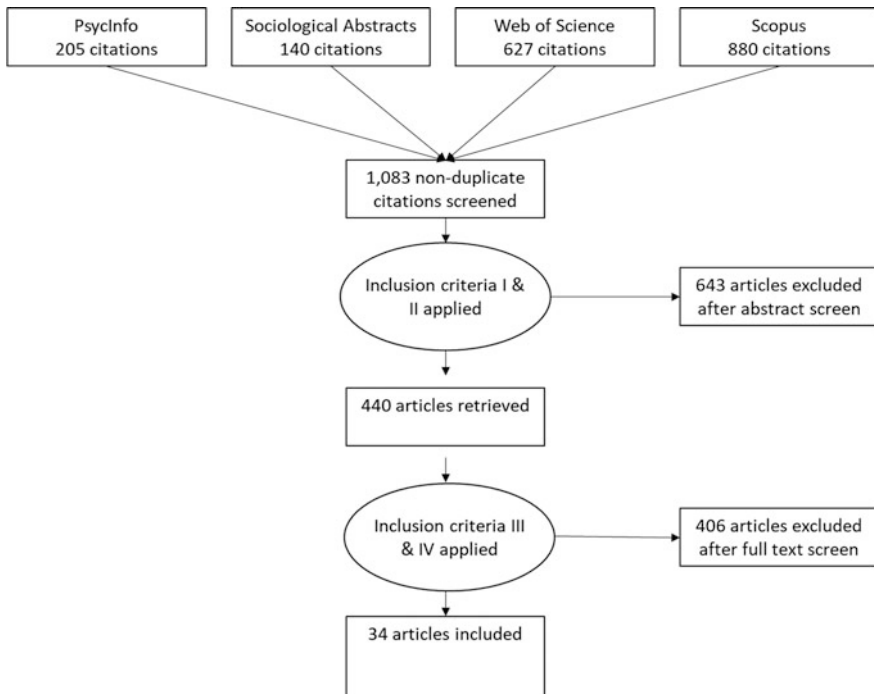 PsycInfo
205 citations
Sociological Abstracts
140 citations
Web of Science
627 citations
Scopus
880 citations
1,083 non-duplicate
citations screened
Inclusion criteria I &
II applied
643 articles excluded
after abstract screen
440 articles retrieved
Inclusion criteria III
& IV applied
406 articles excluded
after full text screen
34 articles included